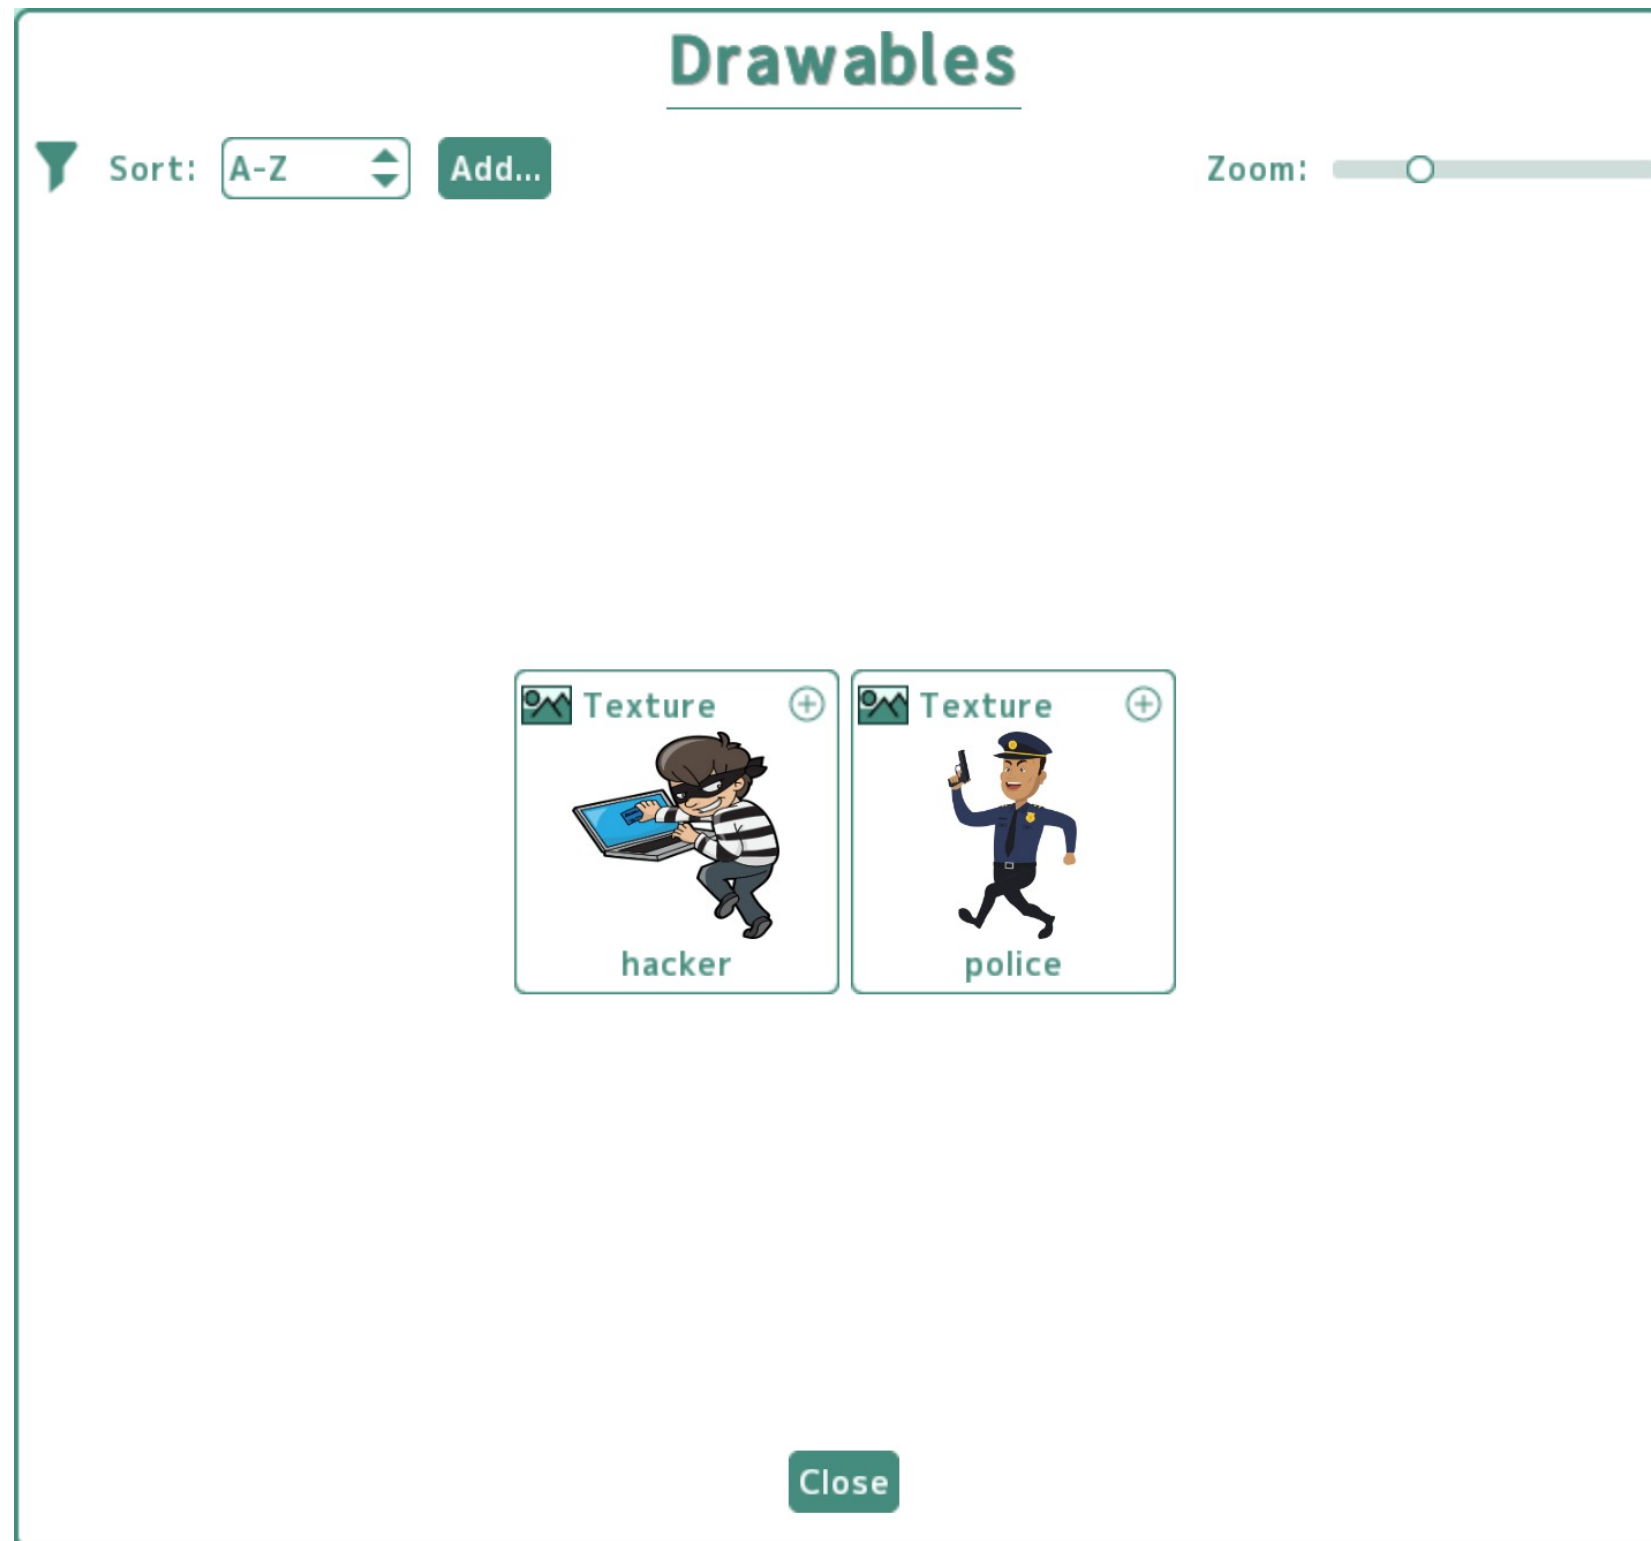 Drawables
Sort: A-Z Add... Zoom:
Texture Texture
hacker police
Close